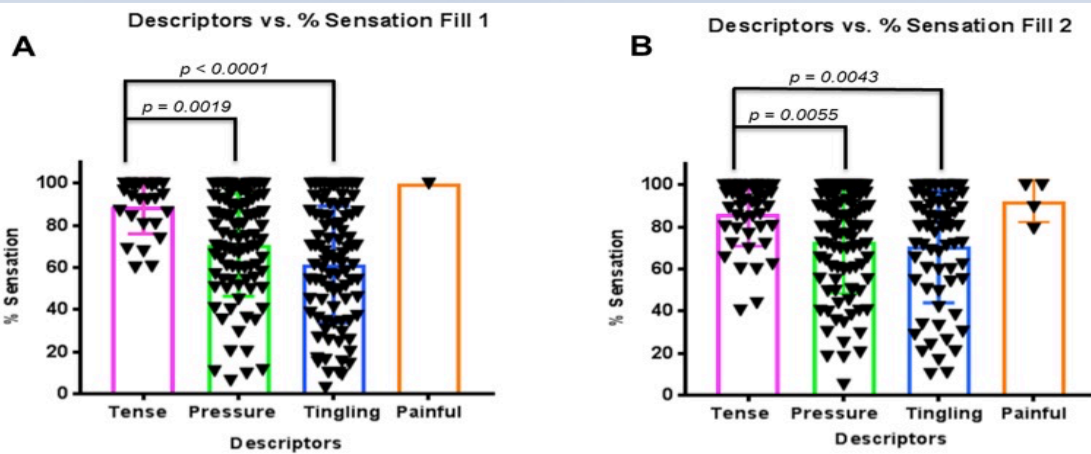 Descriptors vs. % Sensation Fill 1
A
p < 0.0001
p = 0.0019
% Sensation
100
80
60
40
20
0
Tense Pressure Tingling Painful
Descriptors
Descriptors vs. % Sensation Fill 2
B
p = 0.0043
p = 0.0055
% Sensation
100
80
60
40
20
0
Tense Pressure Tingling Painful
Descriptors